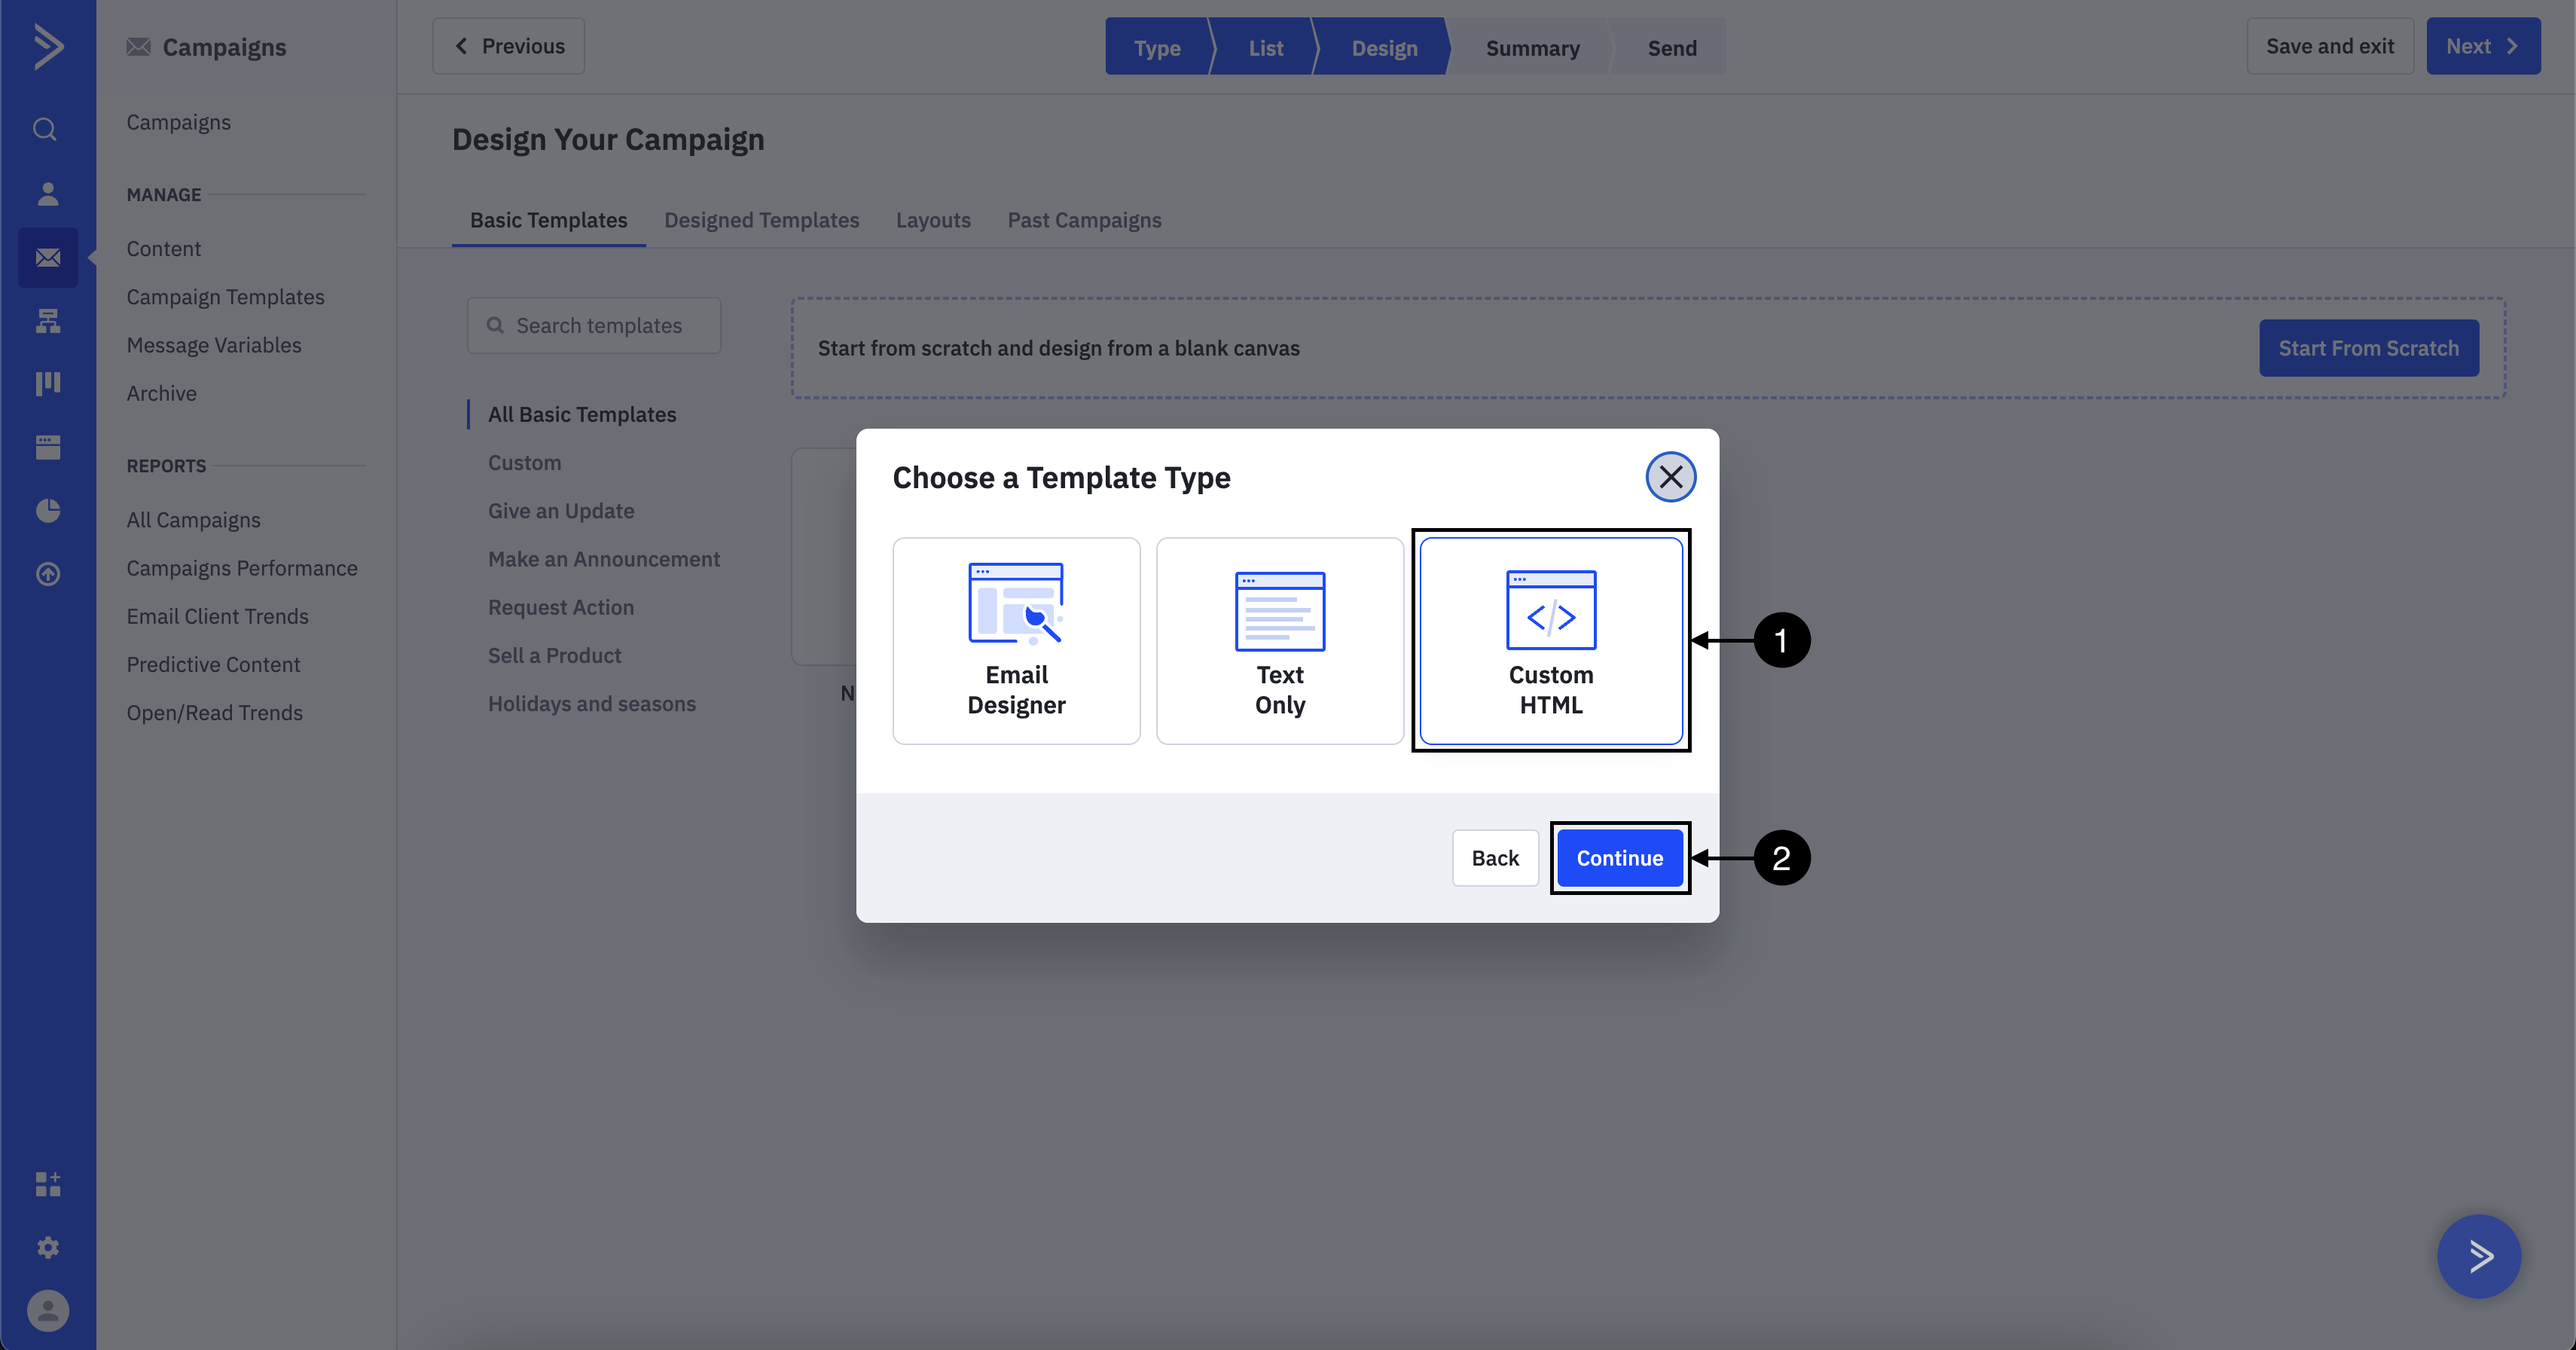 Campaigns
Previous
Type
List
Design
Summary
Send
Save and exit
Next
Campaigns
MANAGE
Content
Campaign Templates
Message Variables
Archive
REPORTS
All Campaigns
Campaigns Performance
Email Client Trends
Predictive Content
Open/Read Trends
Design Your Campaign
Basic Templates
Designed Templates
Layouts
Past Campaigns
Search templates
Start from scratch and design from a blank canvas
Start From Scratch
All Basic Templates
Custom
Give an Update
Make an Announcement
Request Action
Sell a Product
Holidays and seasons
N
Choose a Template Type
Email
Designer
Text
Only
</>
Custom
HTML
1
Back
Continue
2